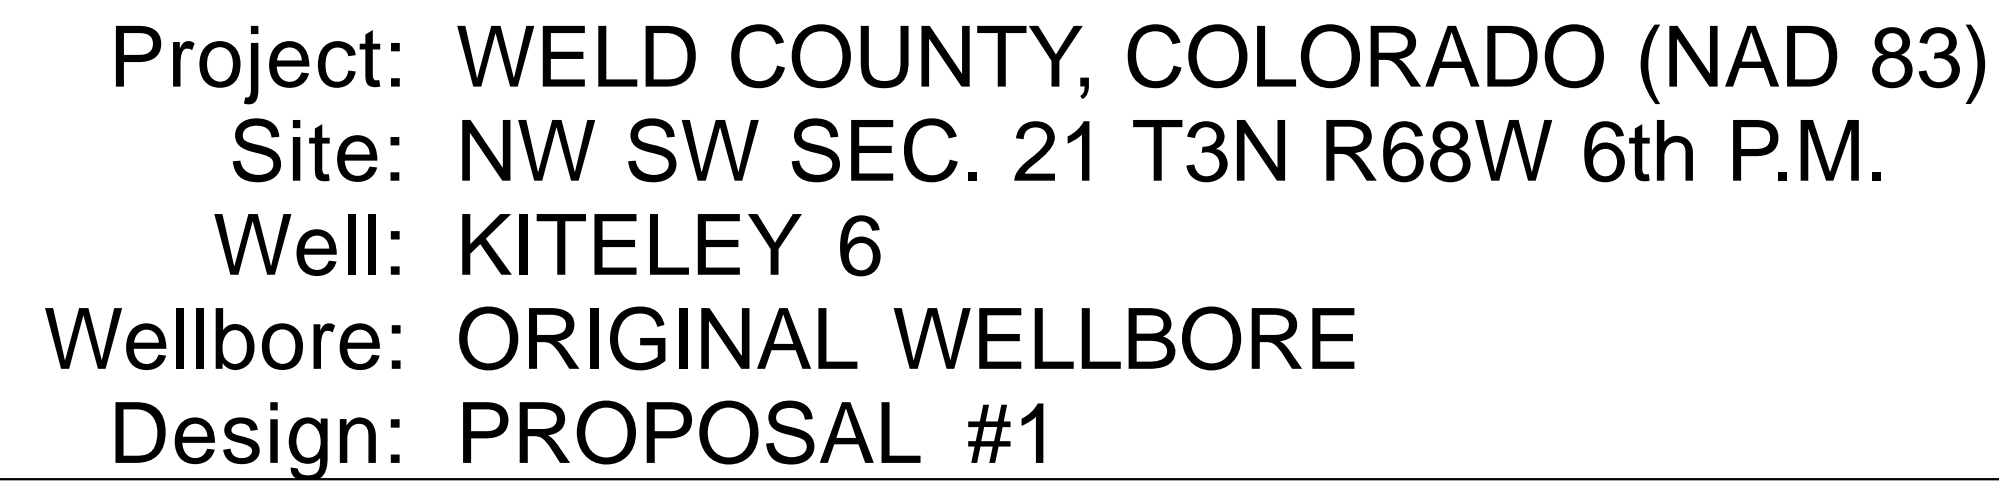 Project: WELD COUNTY, COLORADO (NAD 83)
Site: NW SW SEC. 21 T3N R68W 6th P.M.
Well: KITELEY 6
Wellbore: ORIGINAL WELLBORE
Design: PROPOSAL #1